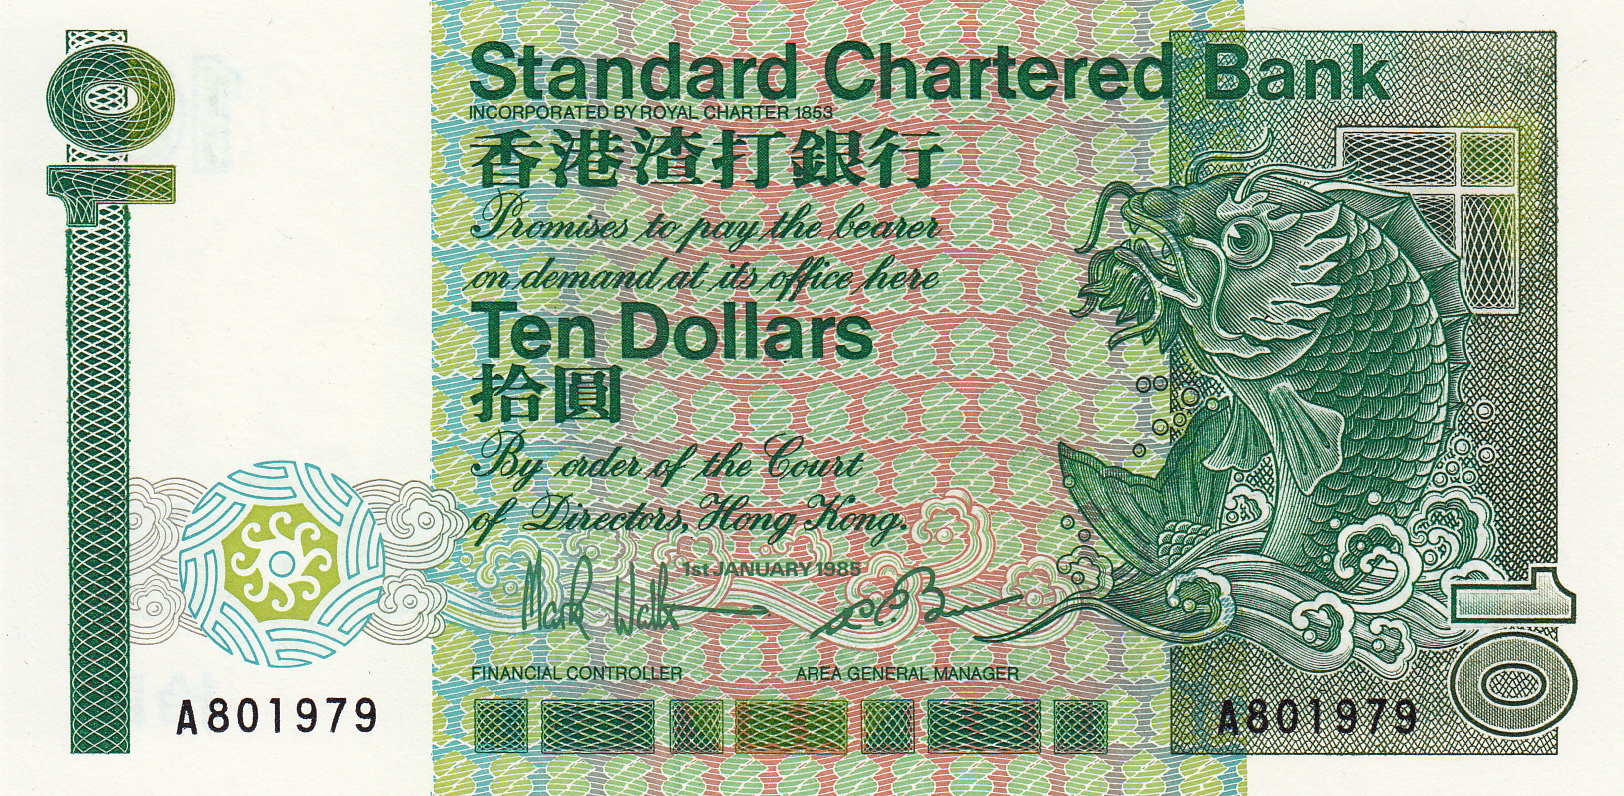 10
Standard Chartered Bank
INCORPORATED BY ROYAL CHARTER 1853
香港渣打銀行
Promises to pay the bearer
on demand at its office here
Ten Dollars
拾圓
By order of the Court
of Directors, Hong Kong.
1st JANUARY 1985
FINANCIAL CONTROLLER AREA GENERAL MANAGER
A801979 A801979
10